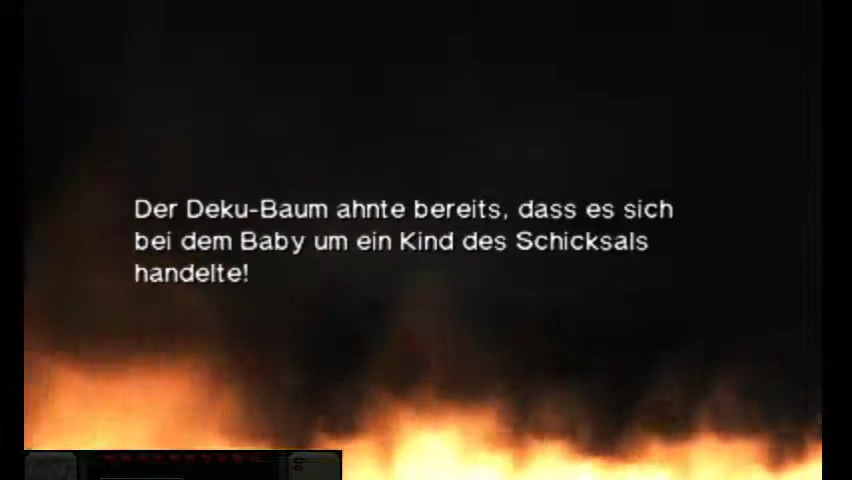 Der Deku-Baum ahnte bereits, dass es sich
bei dem Baby um ein Kind des Schicksals
handelte!